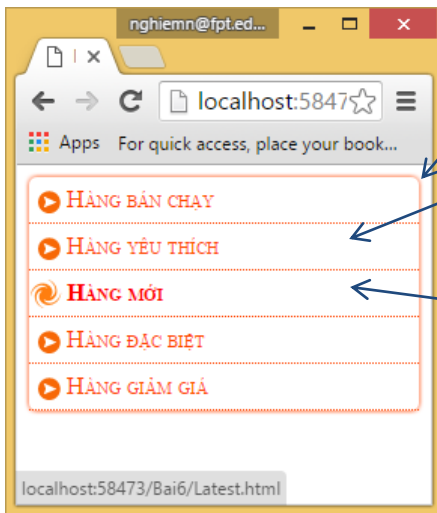 nghiemn@fpt.ed...
localhost:5847
Apps For quick access, place your book...
Hàng bán chạy
Hàng yêu thích
Hàng mới
Hàng đặc biệt
Hàng giảm giá
localhost:58473/Bai6/Latest.html